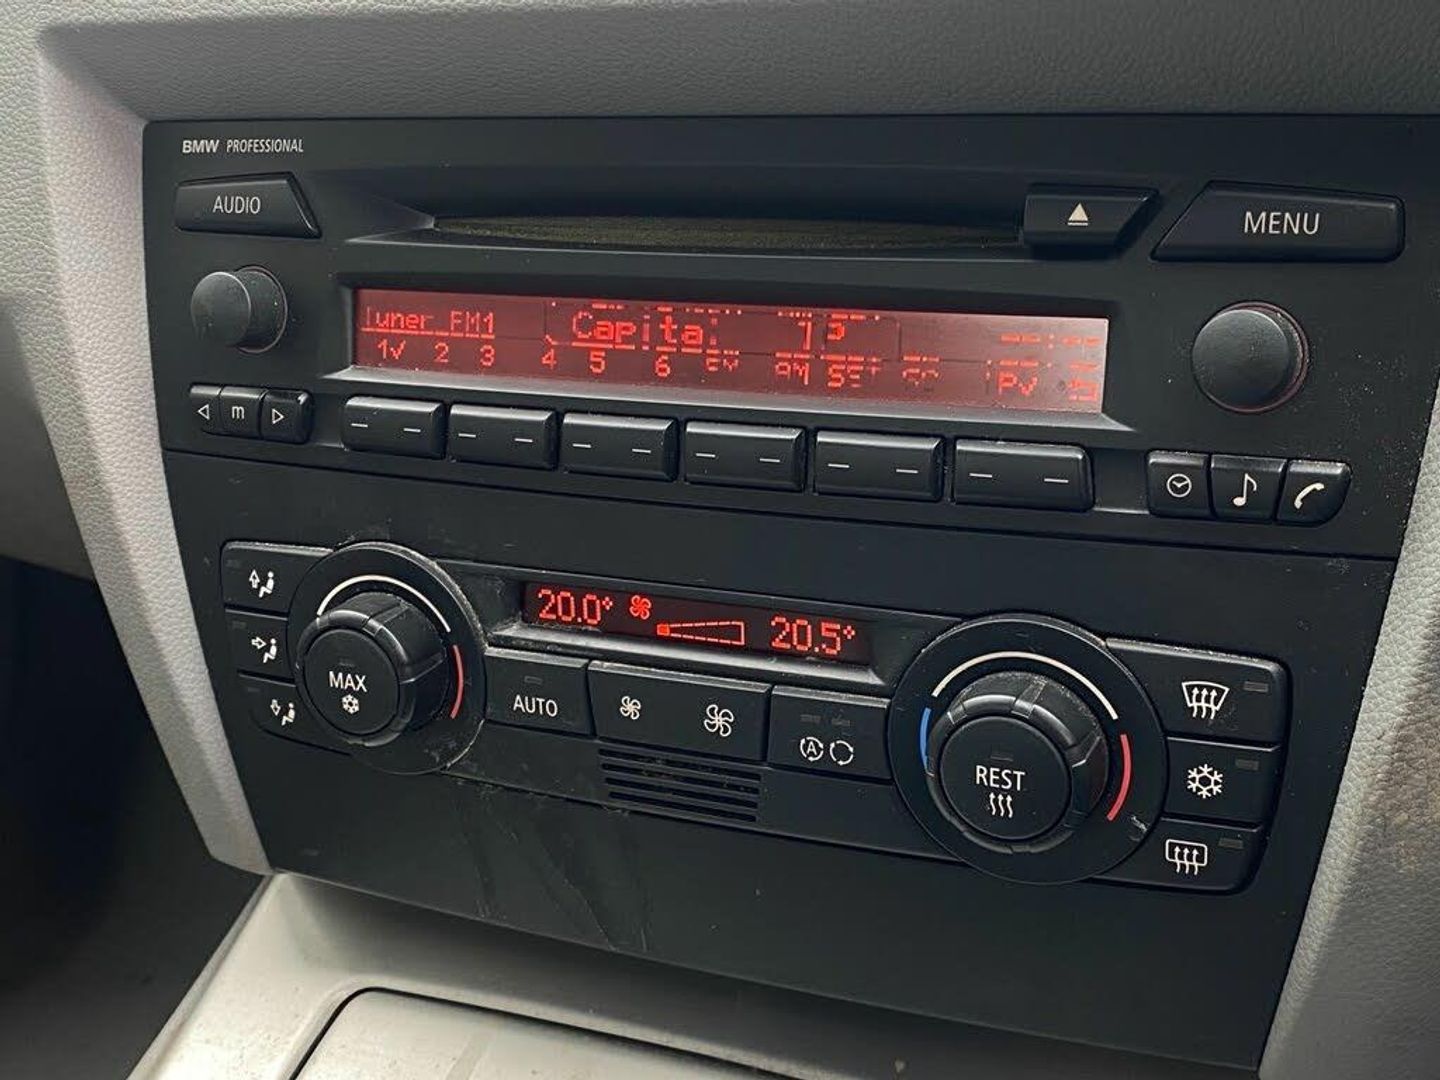 BMW PROFESSIONAL
AUDIO
MENU
Tuner FM1
1√ 2 3 4 5 6 AM
m
20.0° 20.5°
MAX
AUTO
A
REST